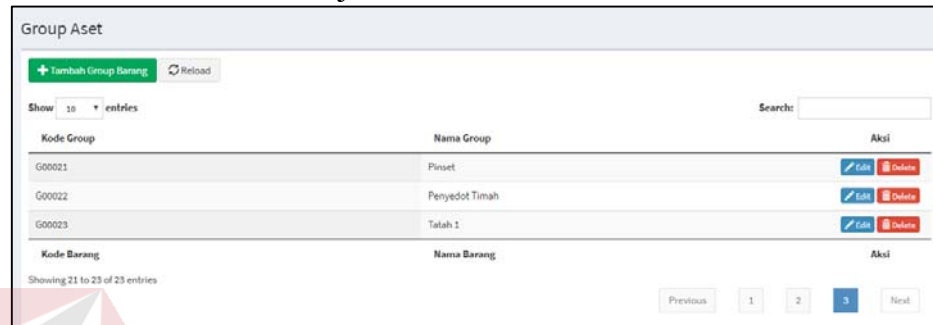 Group Aset
Tambah Group Barang Reload
Show 10 entries Search:
Kode Group Nama Group Aksi
G00021 Pinset Edit Delete
G00022 Penyedot Timah Edit Delete
G00023 Tatah 1 Edit Delete
Kode Barang Nama Barang Aksi
Showing 21 to 23 of 23 entries
Previous 1 2 3 Next